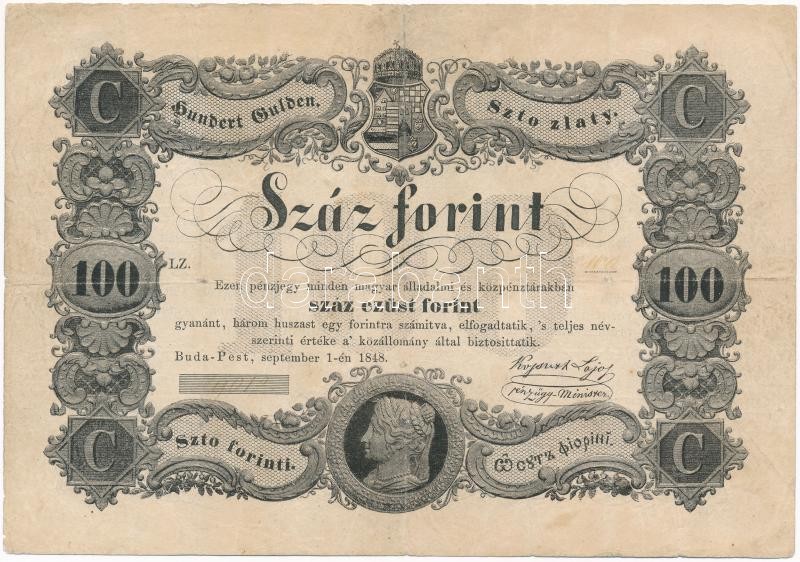 C
C
Hundert Gulden.
Szto zlaty.
Száz forint
100
LZ.
100
Ezen pénzjegy minden magyar álladalmi és közpénztárakban
száz ezüst forint
gyanánt, három huszast egy forintra számitva, elfogadtatik, 's teljes név-
szerinti értéke a' közállomány által biztosittatik.
Buda-Pest, september 1-én 1848.
Kossuth Lajos
pénzügy-Minister
C
Szto forinti.
C
darabanth